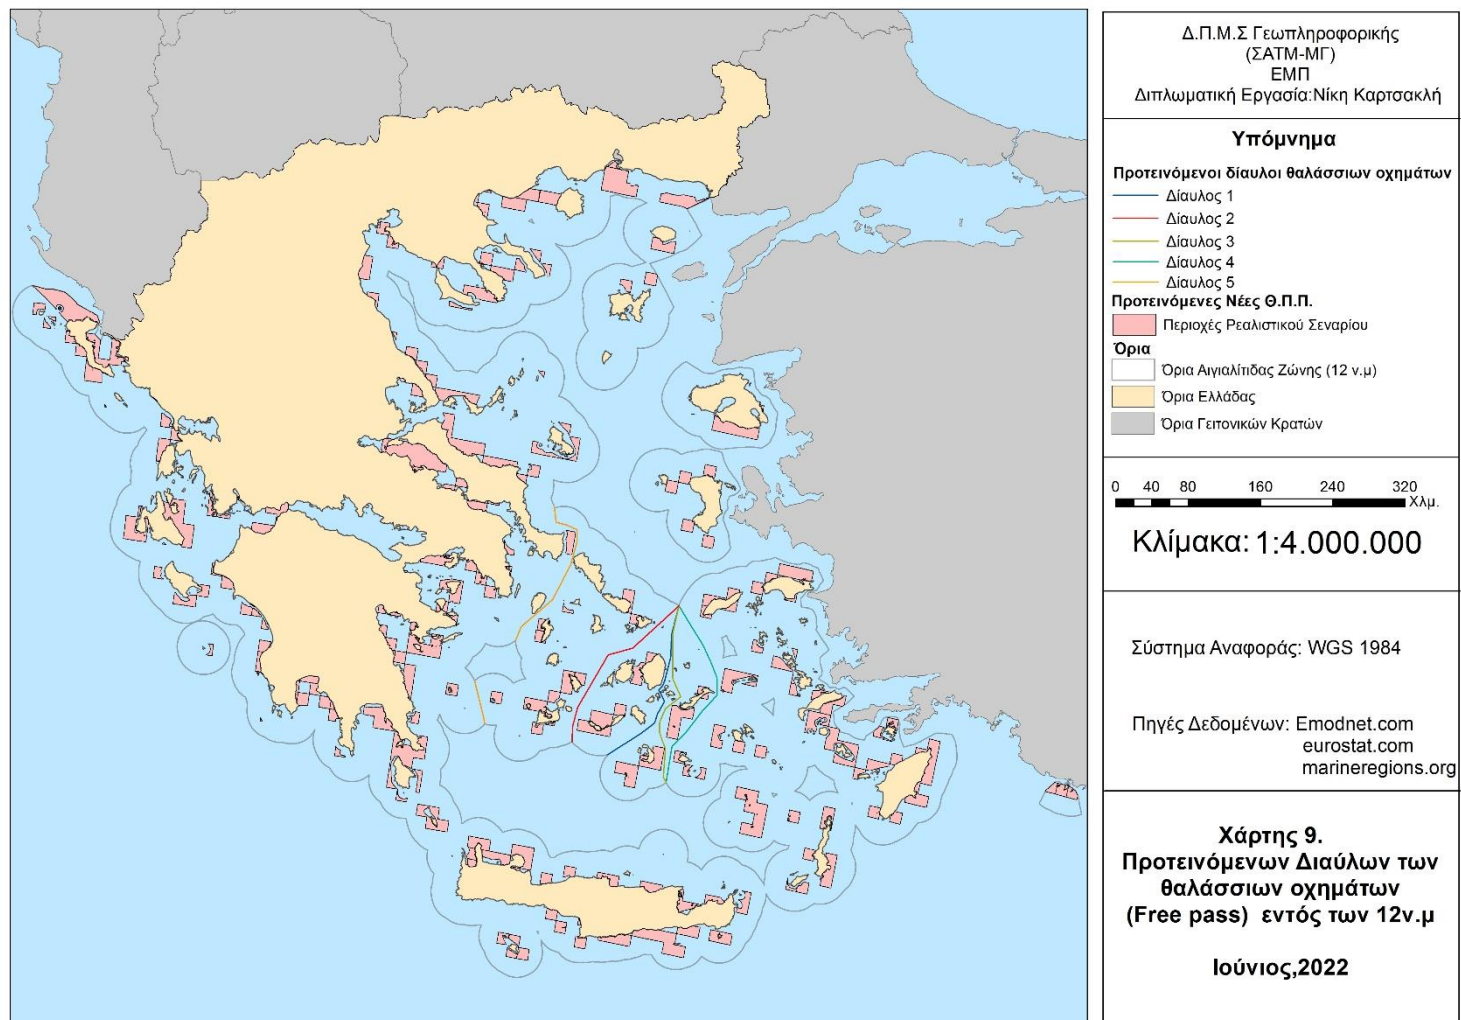 Δ.Π.Μ.Σ Γεωπληροφορικής
(ΣΑΤΜ-ΜΓ)
ΕΜΠ
Διπλωματική Εργασία:Νίκη Καρτσακλή
Υπόμνημα
Προτεινόμενοι δίαυλοι θαλάσσιων οχημάτων
Δίαυλος 1
Δίαυλος 2
Δίαυλος 3
Δίαυλος 4
Δίαυλος 5
Προτεινόμενες Νέες Θ.Π.Π.
Περιοχές Ρεαλιστικού Σεναρίου
Όρια
Όρια Αιγιαλίτιδας Ζώνης (12 ν.μ)
Όρια Ελλάδας
Όρια Γειτονικών Κρατών
0 40 80 160 240 320
Χλμ.
Κλίμακα: 1:4.000.000
Σύστημα Αναφοράς: WGS 1984
Πηγές Δεδομένων: Emodnet.com
eurostat.com
marineregions.org
Χάρτης 9.
Προτεινόμενων Διαύλων των
θαλάσσιων οχημάτων
(Free pass) εντός των 12ν.μ
Ιούνιος,2022